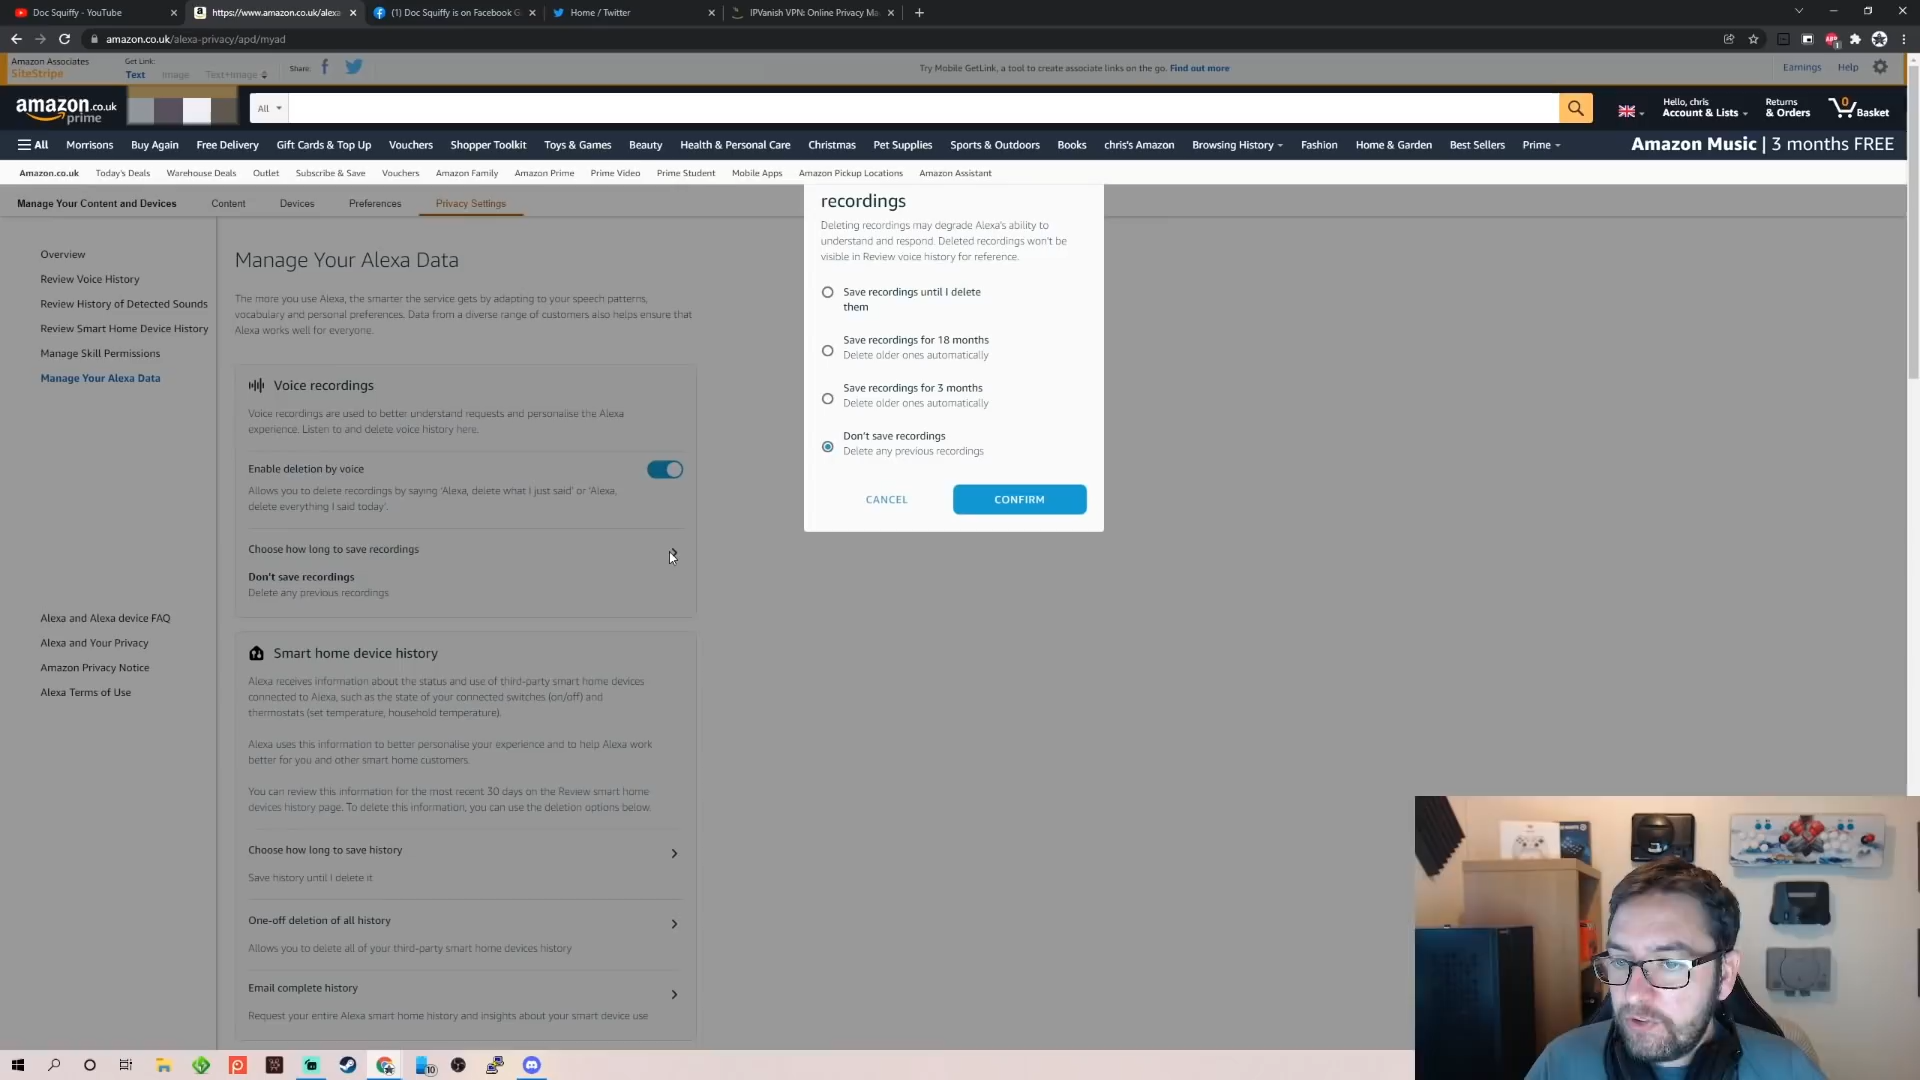 Doc Squiffy - YouTube
https://www.amazon.co.uk/alexa
(1) Doc Squiffy is on Facebook G
Home / Twitter
IPVanish VPN: Online Privacy Ma
amazon.co.uk/alexa-privacy/apd/myad
Amazon Associates
SiteStripe
Get Link:
Text
Image
Text+Image
Share:
Try Mobile GetLink, a tool to create associate links on the go. Find out more
Earnings
Help
amazon.co.uk
prime
All
Hello, chris
Account & Lists
Returns
& Orders
0
Basket
All
Morrisons
Buy Again
Free Delivery
Gift Cards & Top Up
Vouchers
Shopper Toolkit
Toys & Games
Beauty
Health & Personal Care
Christmas
Pet Supplies
Sports & Outdoors
Books
chris's Amazon
Browsing History
Fashion
Home & Garden
Best Sellers
Prime
Amazon Music | 3 months FREE
Amazon.co.uk
Today's Deals
Warehouse Deals
Outlet
Subscribe & Save
Vouchers
Amazon Family
Amazon Prime
Prime Video
Prime Student
Mobile Apps
Amazon Pickup Locations
Amazon Assistant
Manage Your Content and Devices
Content
Devices
Preferences
Privacy Settings
Overview
Review Voice History
Review History of Detected Sounds
Review Smart Home Device History
Manage Skill Permissions
Manage Your Alexa Data
Alexa and Alexa device FAQ
Alexa and Your Privacy
Amazon Privacy Notice
Alexa Terms of Use
Manage Your Alexa Data
The more you use Alexa, the smarter the service gets by adapting to your speech patterns,
vocabulary and personal preferences. Data from a diverse range of customers also helps ensure that
Alexa works well for everyone.
Voice recordings
Voice recordings are used to better understand requests and personalise the Alexa
experience. Listen to and delete voice history here.
Enable deletion by voice
Allows you to delete recordings by saying 'Alexa, delete what I just said' or 'Alexa,
delete everything I said today'.
Choose how long to save recordings
Don't save recordings
Delete any previous recordings
Smart home device history
Alexa receives information about the status and use of third-party smart home devices
connected to Alexa, such as the state of your connected switches (on/off) and
thermostats (set temperature, household temperature).
Alexa uses this information to better personalise your experience and to help Alexa work
better for you and other smart home customers.
You can review this information for the most recent 30 days on the Review smart home
devices history page. To delete this information, you can use the deletion options below.
Choose how long to save history
Save history until I delete it
One-off deletion of all history
Allows you to delete all of your third-party smart home devices history
Email complete history
Request your entire Alexa smart home history and insights about your smart device use
recordings
Deleting recordings may degrade Alexa's ability to
understand and respond. Deleted recordings won't be
visible in Review voice history for reference.
Save recordings until I delete
them
Save recordings for 18 months
Delete older ones automatically
Save recordings for 3 months
Delete older ones automatically
Don't save recordings
Delete any previous recordings
CANCEL
CONFIRM
10